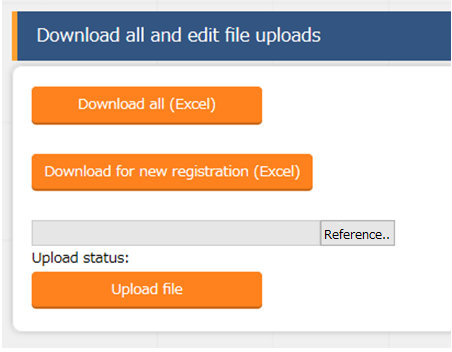 Download all and edit file uploads
Download all (Excel)
Download for new registration (Excel)
Reference..
Upload status:
Upload file